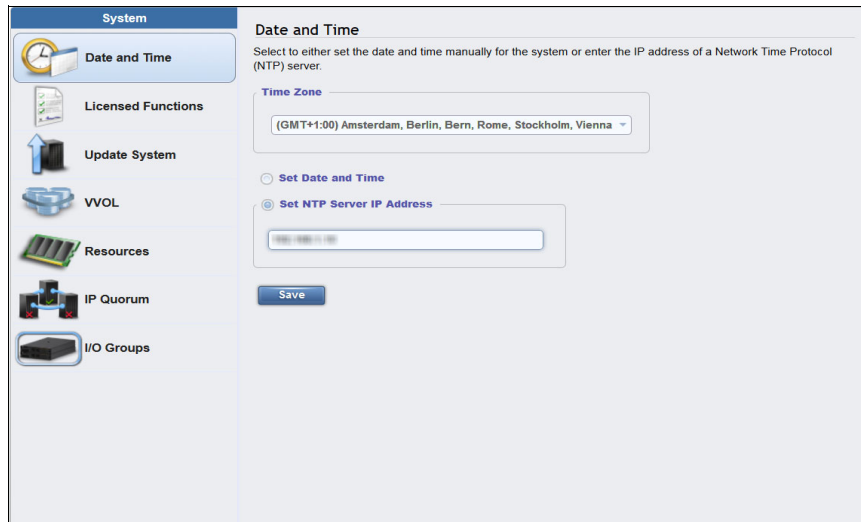 System
Date and Time
Licensed Functions
Update System
VVOL
Resources
IP Quorum
I/O Groups
Date and Time
Select to either set the date and time manually for the system or enter the IP address of a Network Time Protocol
(NTP) server.
Time Zone
(GMT+1:00) Amsterdam, Berlin, Bern, Rome, Stockholm, Vienna
Set Date and Time
Set NTP Server IP Address
Save